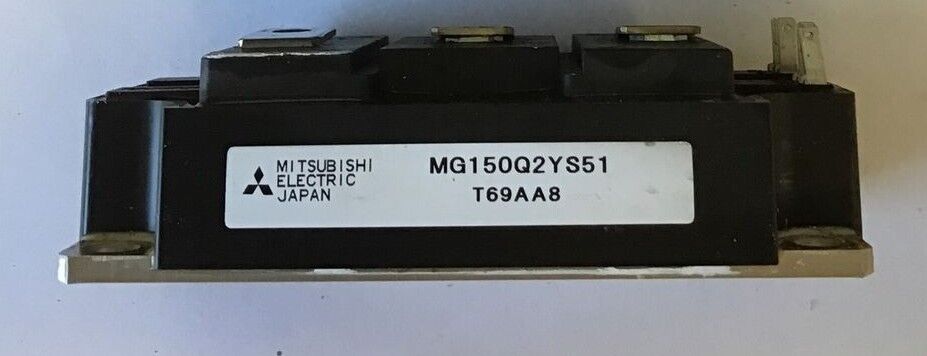 MITSUBISHI
ELECTRIC
JAPAN
MG150Q2YS51
T69AA8